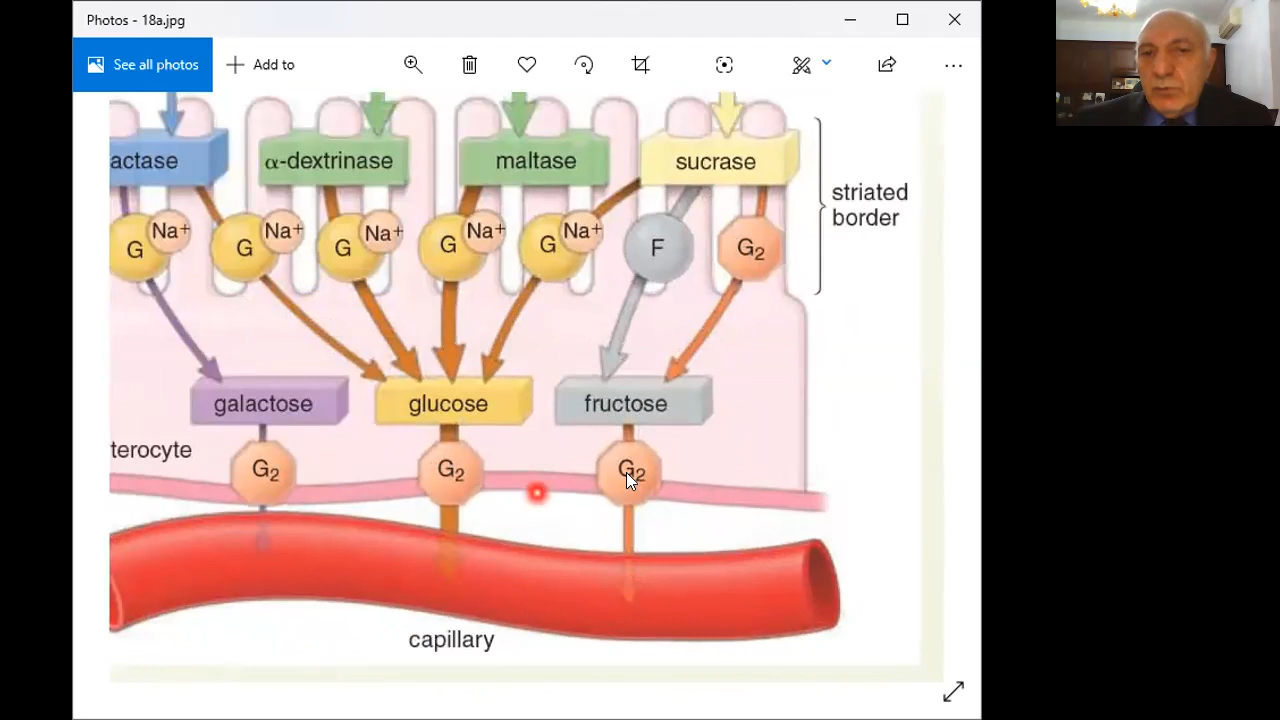 Photos - 18a.jpg
See all photos
Add to
actase
α-dextrinase
maltase
sucrase
striated
border
G Na+
G Na+
G Na+
G Na+
G Na+
F
G2
galactose
glucose
fructose
terocyte
G2
G2
G2
capillary